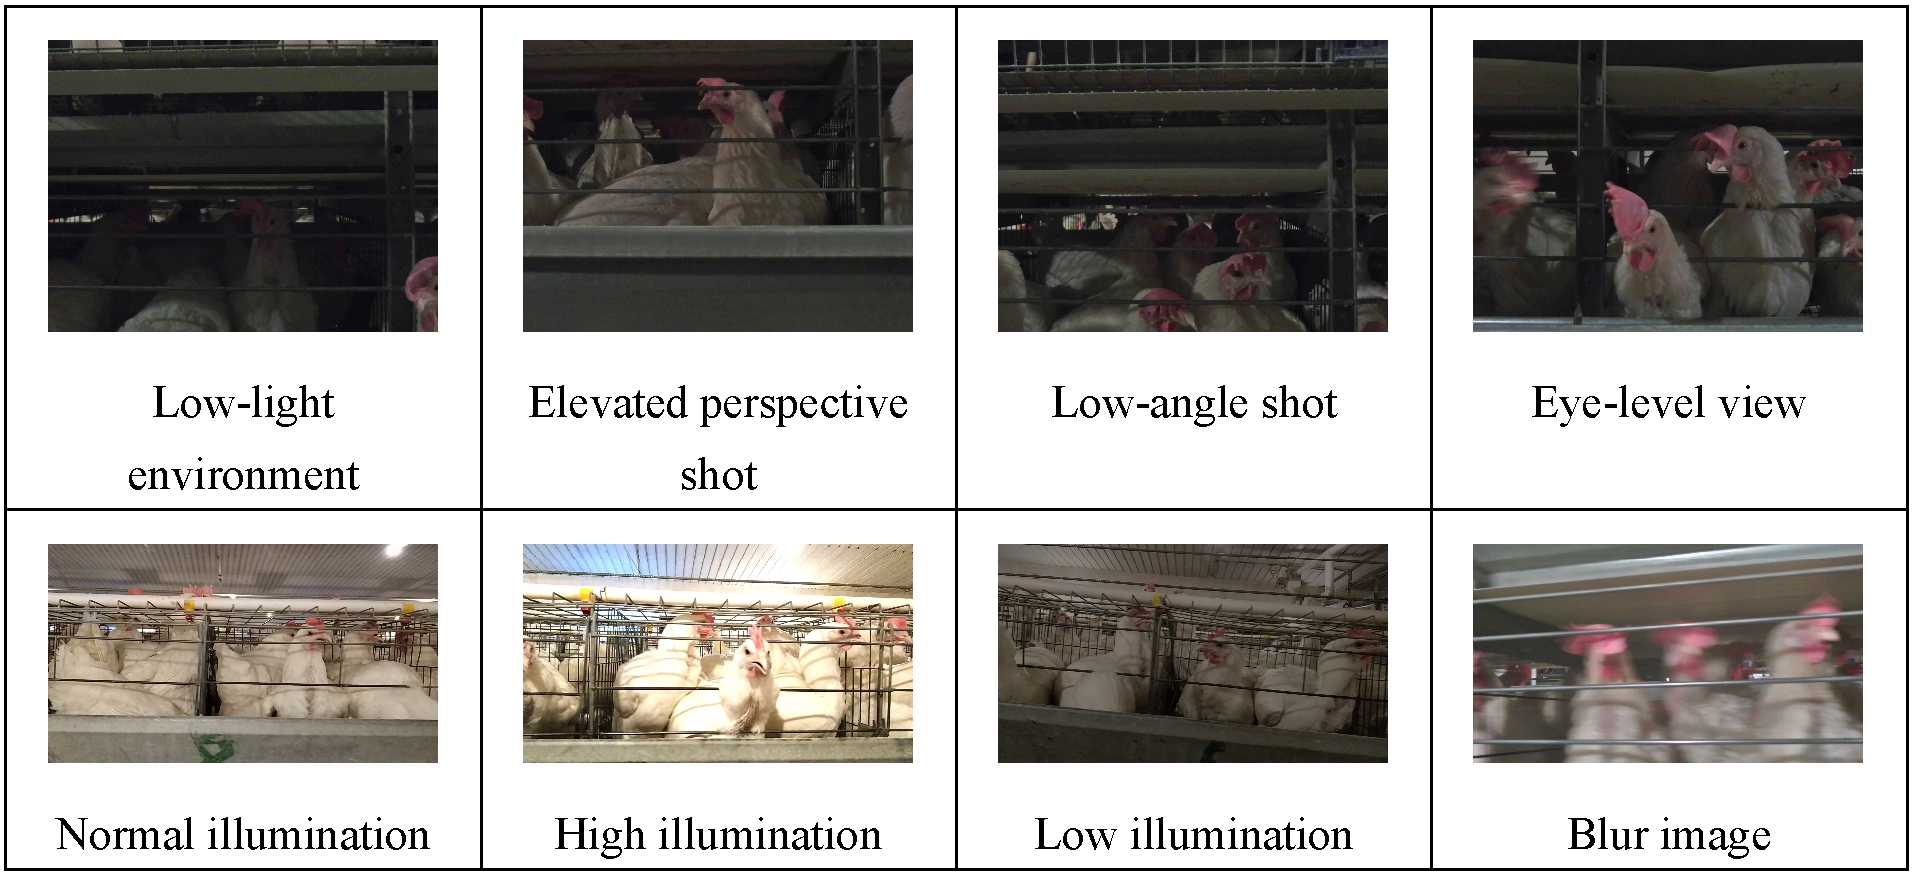 Low-light
environment
Elevated perspective
shot
Low-angle shot
Eye-level view
Normal illumination
High illumination
Low illumination
Blur image